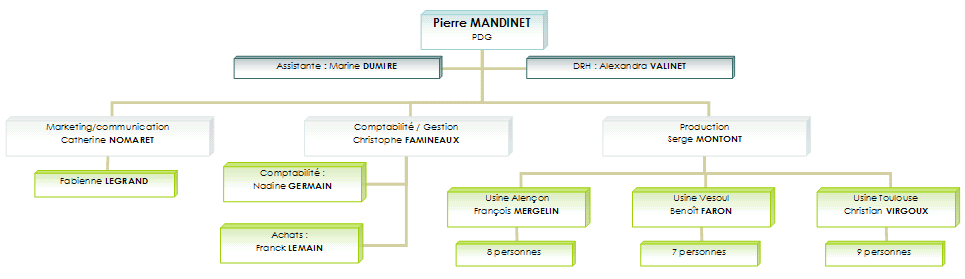 Pierre MANDINET
PDG
Assistante : Marine DUMIRE
DRH : Alexandra VALINET
Marketing/communication
Catherine NOMARET
Comptabilité / Gestion
Christophe FAMINEAUX
Production
Serge MONTONT
Fabienne LEGRAND
Comptabilité :
Nadine GERMAIN
Achats :
Franck LEMAIN
Usine Alençon
François MERGELIN
Usine Vesoul
Benoît FARON
Usine Toulouse
Christian VIRGOUX
8 personnes
7 personnes
9 personnes